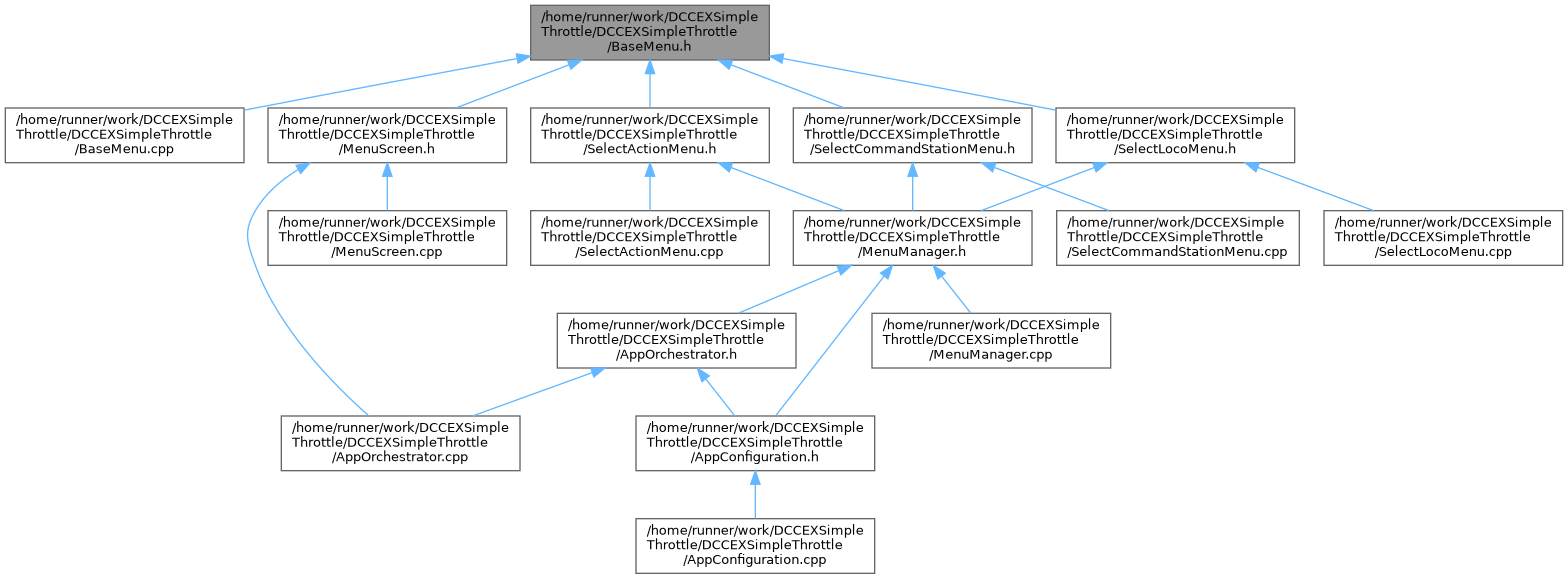 /home/runner/work/DCCEXSimple
Throttle/DCCEXSimpleThrottle
/BaseMenu.h
/home/runner/work/DCCEXSimple
Throttle/DCCEXSimpleThrottle
/BaseMenu.cpp
/home/runner/work/DCCEXSimple
Throttle/DCCEXSimpleThrottle
/MenuScreen.h
/home/runner/work/DCCEXSimple
Throttle/DCCEXSimpleThrottle
/SelectActionMenu.h
/home/runner/work/DCCEXSimple
Throttle/DCCEXSimpleThrottle
/SelectCommandStationMenu.h
/home/runner/work/DCCEXSimple
Throttle/DCCEXSimpleThrottle
/SelectLocoMenu.h
/home/runner/work/DCCEXSimple
Throttle/DCCEXSimpleThrottle
/MenuScreen.cpp
/home/runner/work/DCCEXSimple
Throttle/DCCEXSimpleThrottle
/SelectActionMenu.cpp
/home/runner/work/DCCEXSimple
Throttle/DCCEXSimpleThrottle
/MenuManager.h
/home/runner/work/DCCEXSimple
Throttle/DCCEXSimpleThrottle
/SelectCommandStationMenu.cpp
/home/runner/work/DCCEXSimple
Throttle/DCCEXSimpleThrottle
/SelectLocoMenu.cpp
/home/runner/work/DCCEXSimple
Throttle/DCCEXSimpleThrottle
/AppOrchestrator.h
/home/runner/work/DCCEXSimple
Throttle/DCCEXSimpleThrottle
/MenuManager.cpp
/home/runner/work/DCCEXSimple
Throttle/DCCEXSimpleThrottle
/AppOrchestrator.cpp
/home/runner/work/DCCEXSimple
Throttle/DCCEXSimpleThrottle
/AppConfiguration.h
/home/runner/work/DCCEXSimple
Throttle/DCCEXSimpleThrottle
/AppConfiguration.cpp